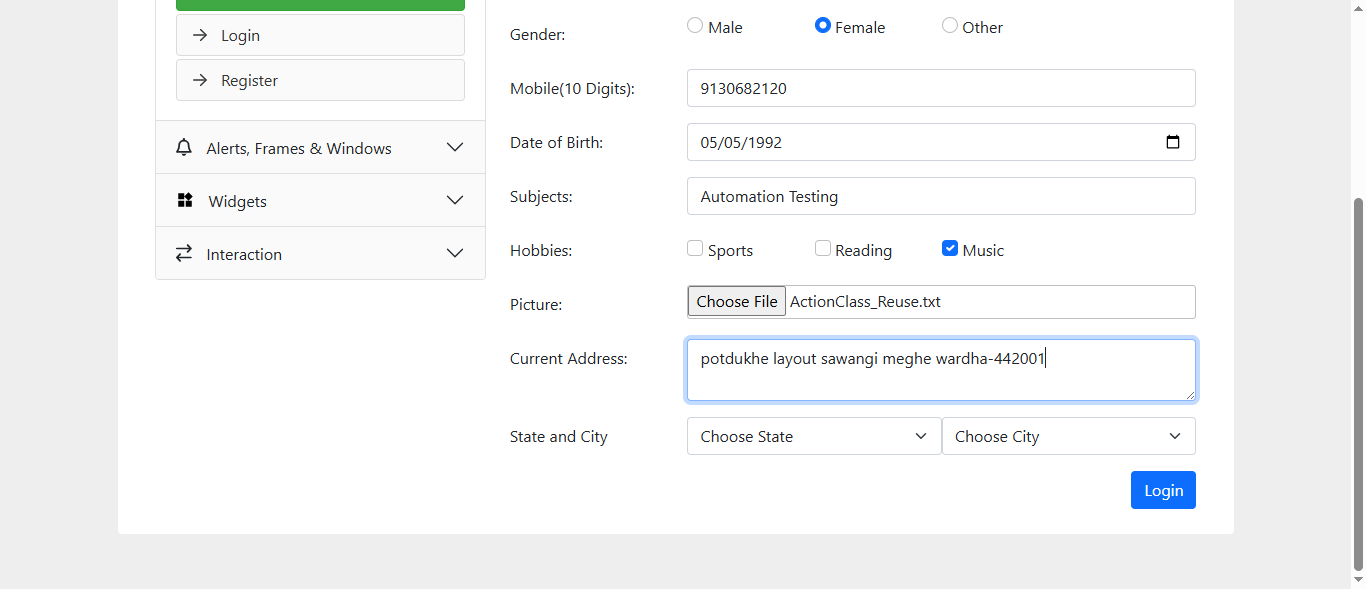 Login
Register
Alerts, Frames & Windows
Widgets
Interaction
Gender: Male Female Other
Mobile(10 Digits): 9130682120
Date of Birth: 05/05/1992
Subjects: Automation Testing
Hobbies: Sports Reading Music
Picture: Choose File ActionClass_Reuse.txt
Current Address: potdukhe layout sawangi meghe wardha-442001
State and City Choose State Choose City
Login